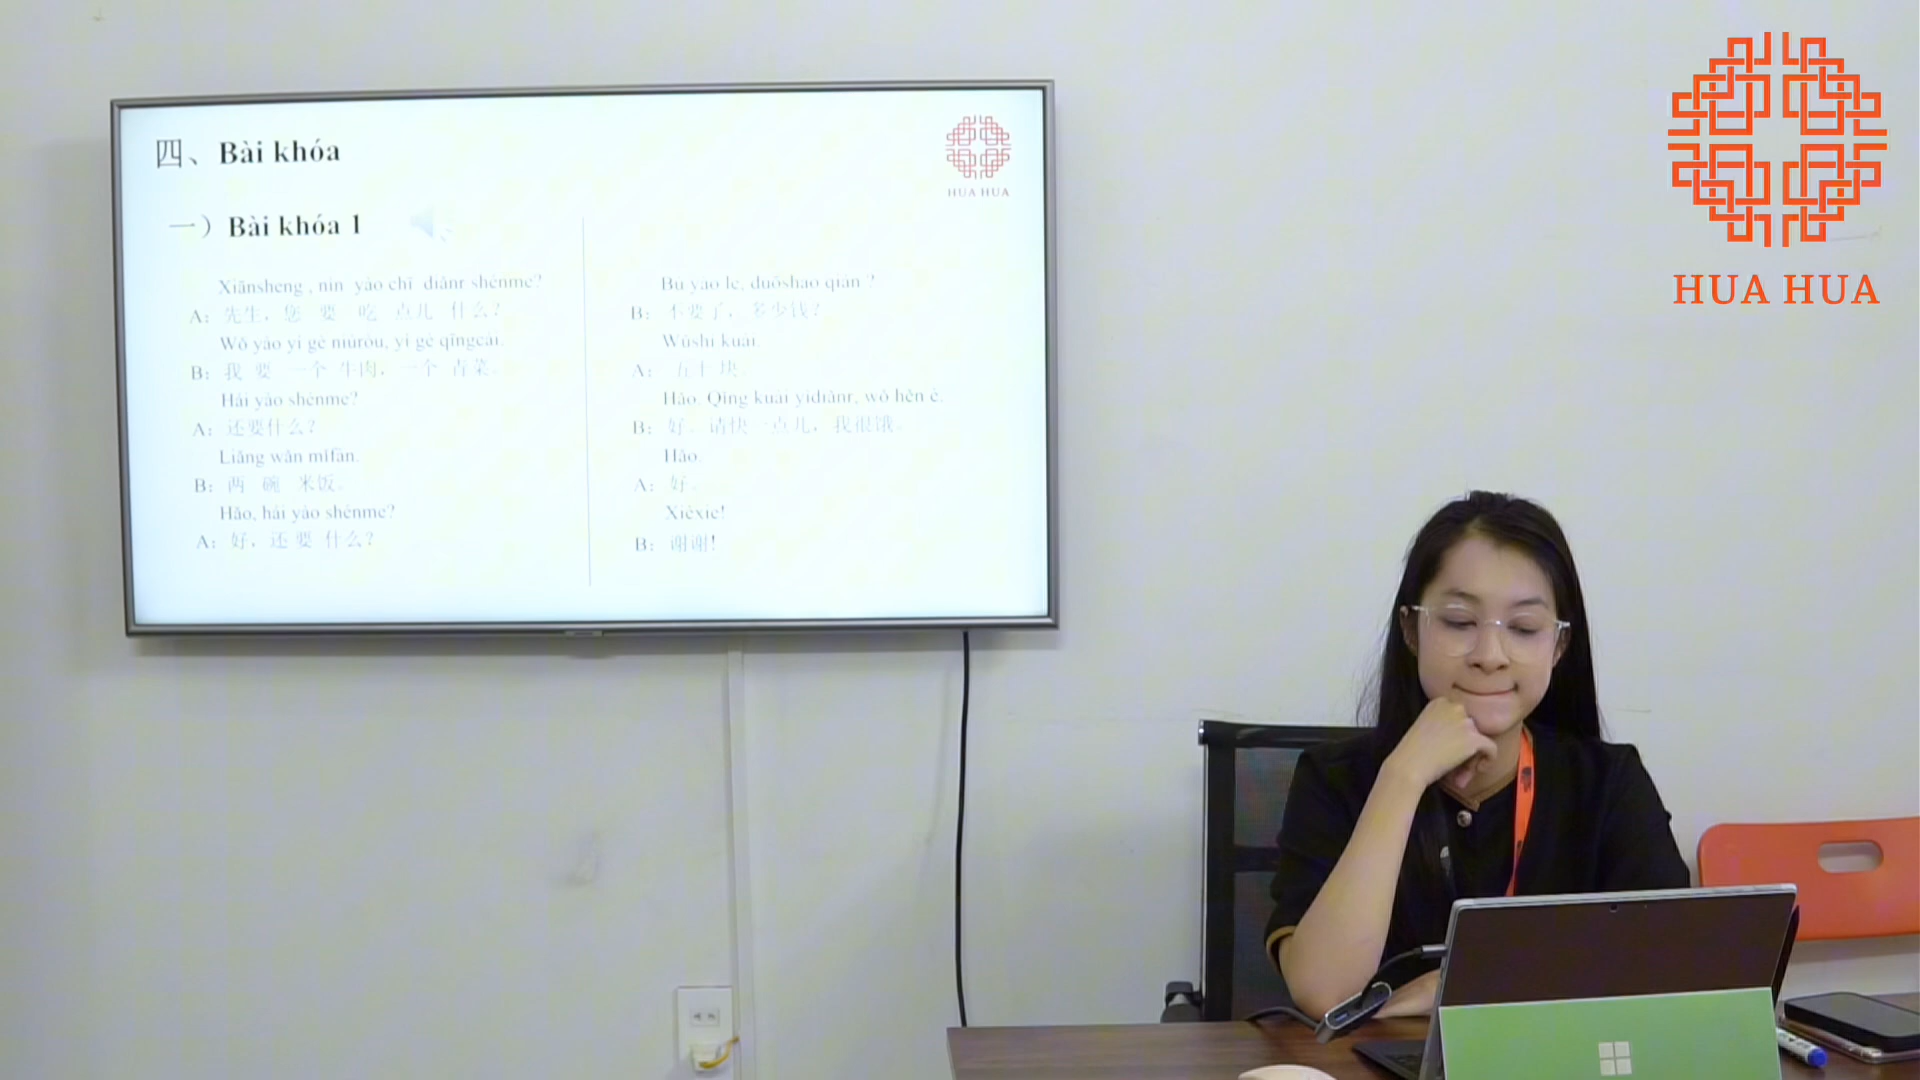 四、Bài khóa
HUA HUA
一）Bài khóa 1
Xiānsheng , nín yào chī diǎnr shénme?
A：先生，您 要 吃 点儿 什么？
Wǒ yào yí gè niúròu, yí gè qīngcài.
B：我 要 一个 牛肉，一个 青菜。
Hái yào shénme?
A：还要什么？
Liǎng wǎn mǐfàn.
B：两 碗 米饭。
Hǎo, hái yào shénme?
A：好，还 要 什么？
Bú yào le, duōshao qián ?
B：不要了，多少钱？
Wǔshí kuài.
A：五十 块。
Hǎo. Qǐng kuài yìdiǎnr, wǒ hěn è.
B：好。请快一点儿，我很饿。
Hǎo.
A：好。
Xièxie!
B：谢谢!
HUA HUA